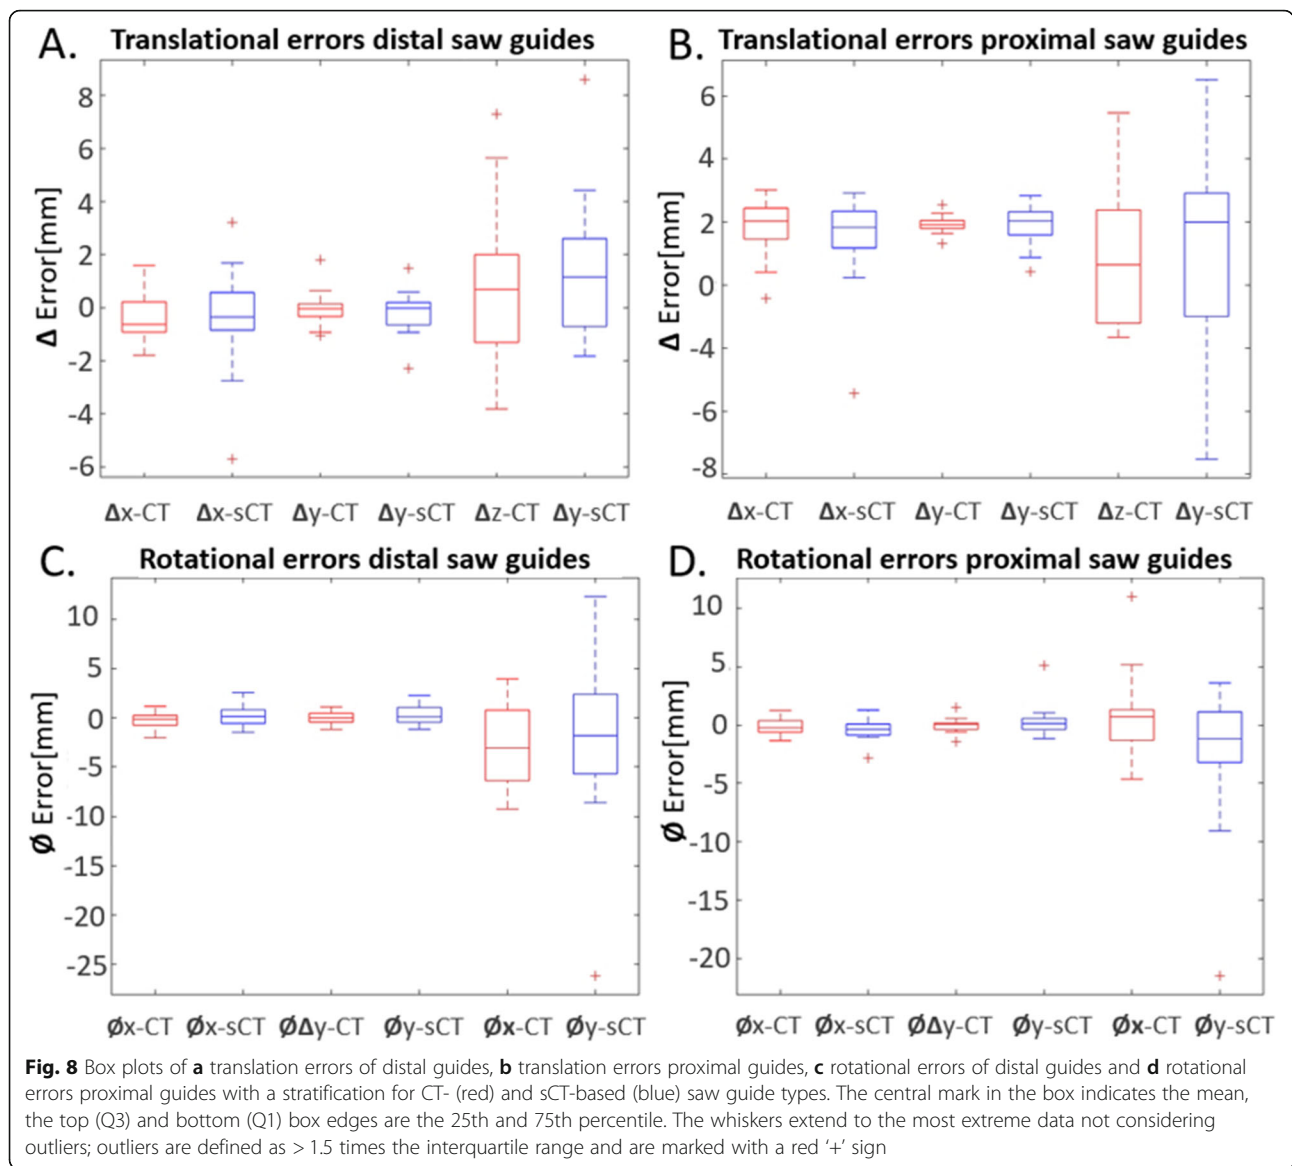 A. Translational errors distal saw guides
Δ Error[mm]
8
6
4
2
0
-2
-4
-6
Δx-CT Δx-sCT Δy-CT Δy-sCT Δz-CT Δy-sCT
B. Translational errors proximal saw guides
Δ Error[mm]
6
4
2
0
-4
-6
-8
Δx-CT Δx-sCT Δy-CT Δy-sCT Δz-CT Δy-sCT
C. Rotational errors distal saw guides
Ø Error[mm]
10
5
0
-5
-10
-15
-20
-25
Øx-CT Øx-sCT ØΔy-CT Øy-sCT Øx-CT Øy-sCT
D. Rotational errors proximal saw guides
Ø Error[mm]
10
5
0
-5
-10
-15
-20
Øx-CT Øx-sCT ØΔy-CT Øy-sCT Øx-CT Øy-sCT
Fig. 8 Box plots of a translation errors of distal guides, b translation errors proximal guides, c rotational errors of distal guides and d rotational
errors proximal guides with a stratification for CT- (red) and sCT-based (blue) saw guide types. The central mark in the box indicates the mean,
the top (Q3) and bottom (Q1) box edges are the 25th and 75th percentile. The whiskers extend to the most extreme data not considering
outliers; outliers are defined as > 1.5 times the interquartile range and are marked with a red ‘+’ sign